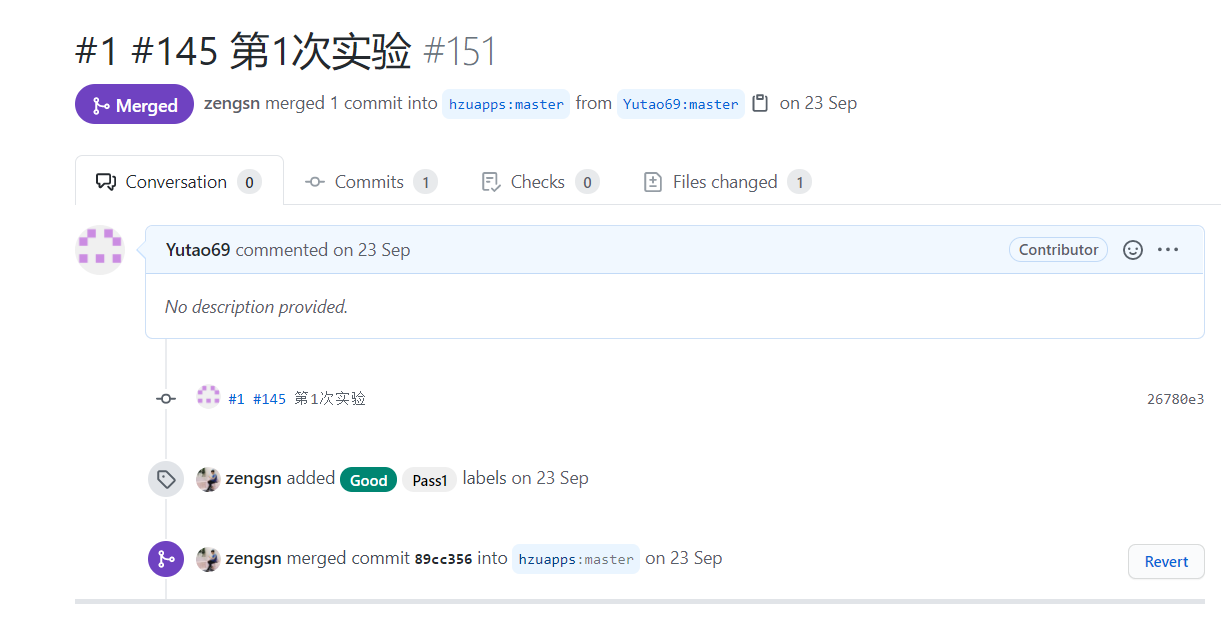 #1 #145 第1次实验 #151
Merged zengsn merged 1 commit into hzuapps:master from Yutao69:master on 23 Sep
Conversation 0 Commits 1 Checks 0 Files changed 1
Yutao69 commented on 23 Sep Contributor
No description provided.
#1 #145 第1次实验 26780e3
zengsn added Good Pass1 labels on 23 Sep
zengsn merged commit 89cc356 into hzuapps:master on 23 Sep Revert